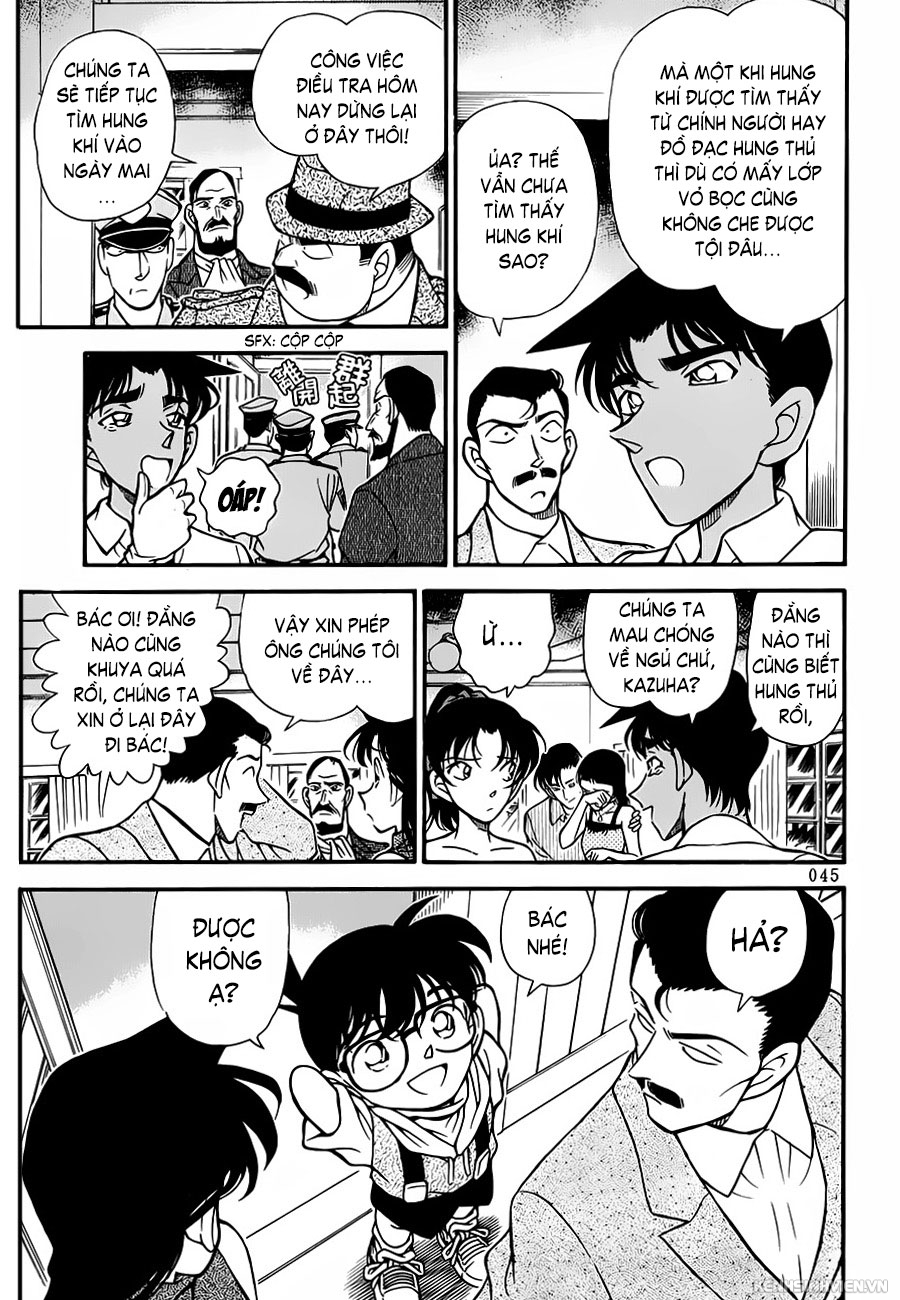 MÀ MỘT KHI HUNG
KHÍ ĐƯỢC TÌM THẤY
TỪ CHÍNH NGƯỜI HAY
ĐỒ ĐẠC HUNG THỦ
THÌ DÙ CÓ MẤY LỚP
VỎ BỌC CŨNG
KHÔNG CHE ĐƯỢC
TỘI ĐÂU...
ỦA? THẾ
VẪN CHƯA
TÌM THẤY
HUNG KHÍ
SAO?
CÔNG VIỆC
ĐIỀU TRA HÔM
NAY DỪNG LẠI
Ở ĐÂY THÔI!
CHÚNG TA
SẼ TIẾP TỤC
TÌM HUNG
KHÍ VÀO
NGÀY MAI
...
SFX: CỘP CỘP
群起
離開
OÁP!
ĐẰNG
NÀO THÌ
CŨNG BIẾT
HUNG THỦ
RỒI,
CHÚNG TA
MAU CHÓNG
VỀ NGỦ CHỨ,
KAZUHA?
Ừ...
VẬY XIN PHÉP
ÔNG CHÚNG TÔI
VỀ ĐÂY...
BÁC ƠI! ĐẰNG
NÀO CŨNG
KHUYA QUÁ
RỒI, CHÚNG TA
XIN Ở LẠI ĐÂY
ĐI BÁC!
045
HẢ?
BÁC
NHÉ!
ĐƯỢC
KHÔNG
Ạ?